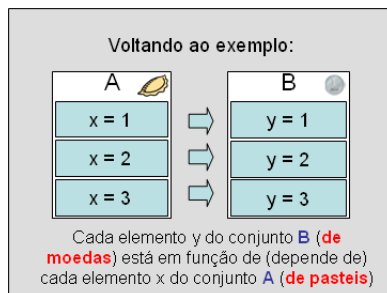 Voltando ao exemplo:
A B
x = 1 y = 1
x = 2 y = 2
x = 3 y = 3
Cada elemento y do conjunto B (de
moedas) está em função de (depende de)
cada elemento x do conjunto A (de pasteis)